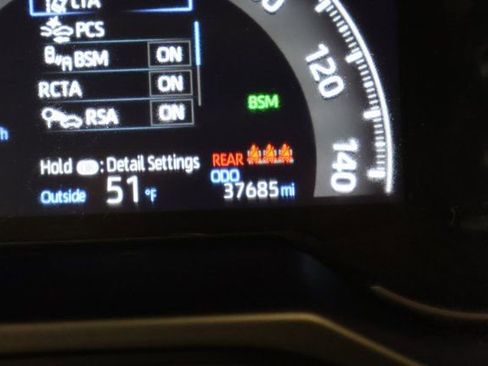 LTA
PCS
BSM ON
RCTA ON
RSA ON
BSM
120
140
Hold : Detail Settings
REAR
ODO
Outside 51 °F
37685 mi